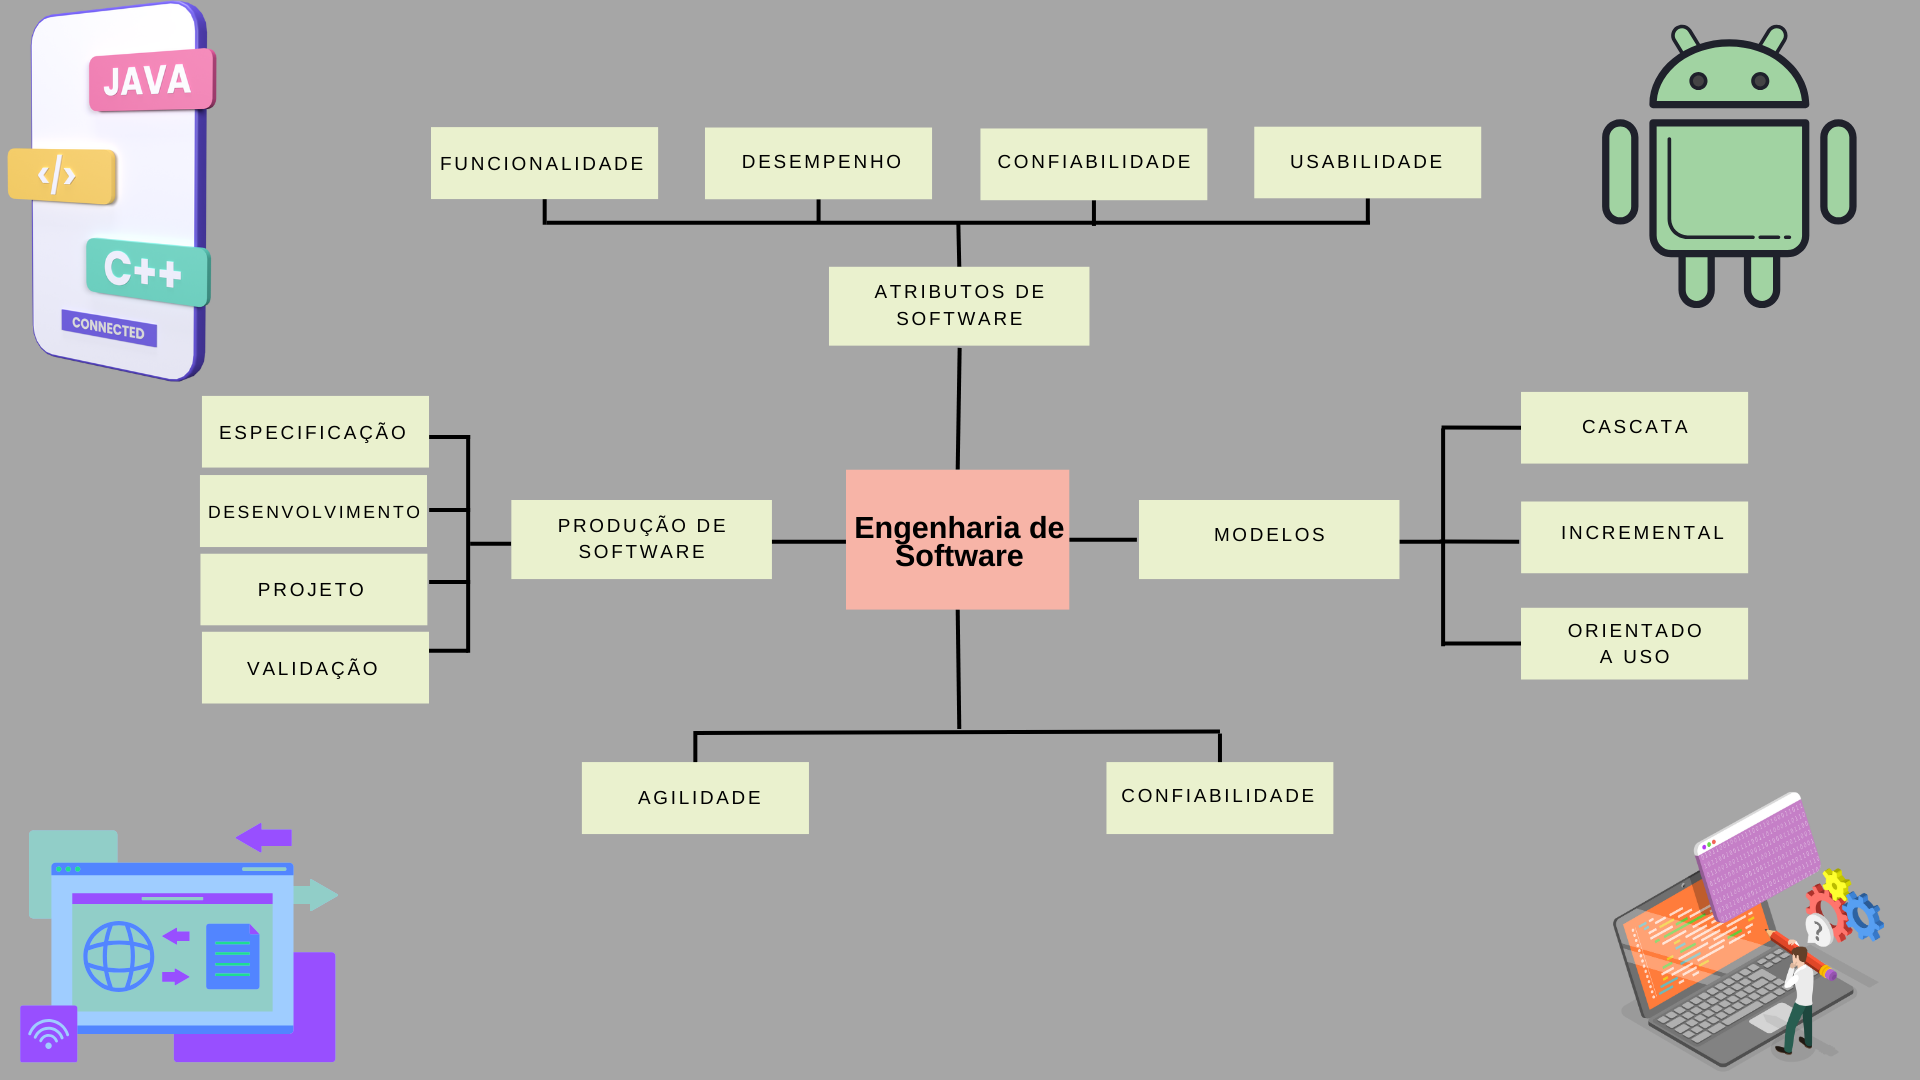 JAVA
</>
C++
CONNECTED
FUNCIONALIDADE
DESEMPENHO
CONFIABILIDADE
USABILIDADE
ATRIBUTOS DE
SOFTWARE
ESPECIFICAÇÃO
DESENVOLVIMENTO
PROJETO
VALIDAÇÃO
PRODUÇÃO DE
SOFTWARE
Engenharia de
Software
MODELOS
CASCATA
INCREMENTAL
ORIENTADO
A USO
AGILIDADE
CONFIABILIDADE
?